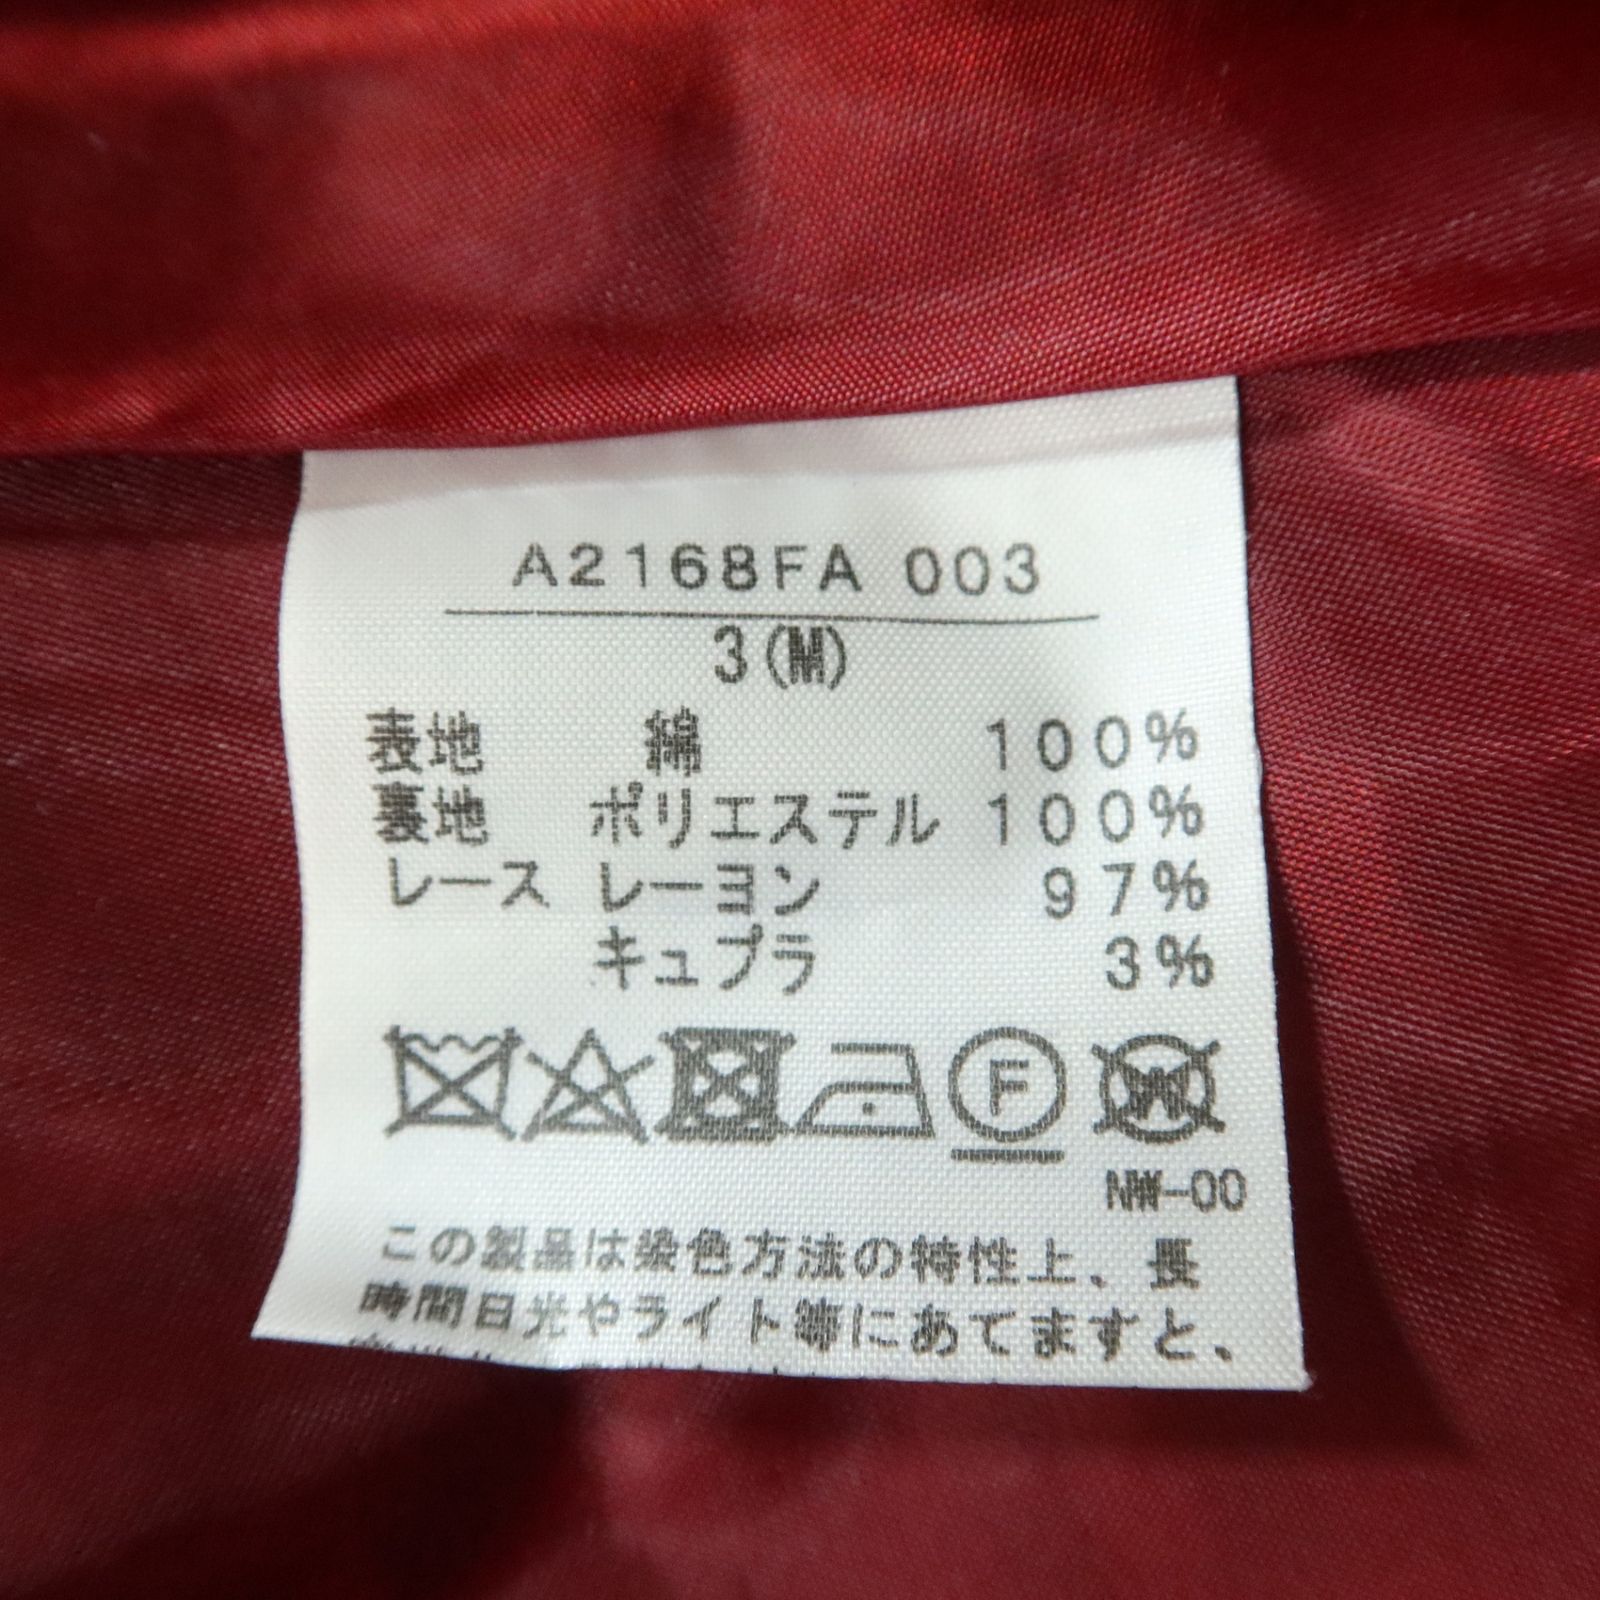 A2168FA 003
3(M)
表地 綿 100%
裏地 ポリエステル 100%
レース レーヨン 97%
キュプラ 3%
F
W
NW-00
この製品は染色方法の特性上、長
時間日光やライト等にあてますと、